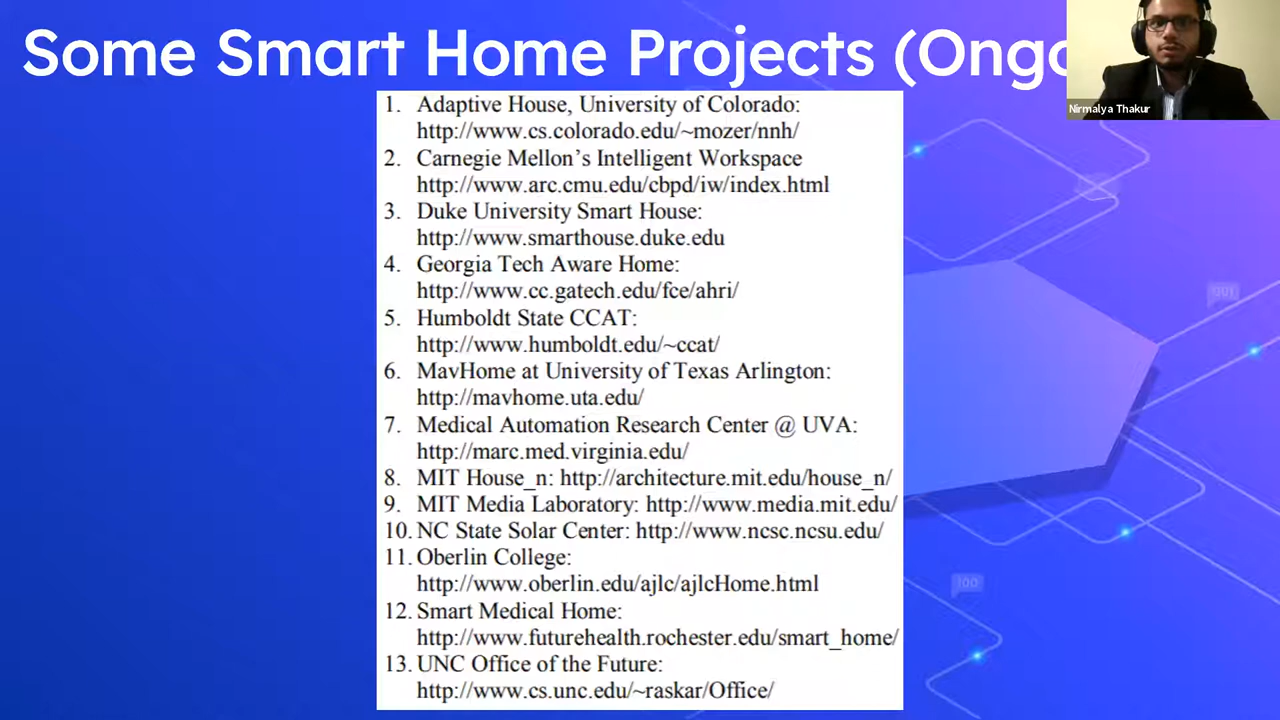 Some Smart Home Projects (Ongo
Nirmalya Thakur
1. Adaptive House, University of Colorado:
http://www.cs.colorado.edu/~mozer/nnh/
2. Carnegie Mellon's Intelligent Workspace
http://www.arc.cmu.edu/cbpd/iw/index.html
3. Duke University Smart House:
http://www.smarthouse.duke.edu
4. Georgia Tech Aware Home:
http://www.cc.gatech.edu/fce/ahri/
5. Humboldt State CCAT:
http://www.humboldt.edu/~ccat/
6. MavHome at University of Texas Arlington:
http://mavhome.uta.edu/
7. Medical Automation Research Center @ UVA:
http://marc.med.virginia.edu/
8. MIT House_n: http://architecture.mit.edu/house_n/
9. MIT Media Laboratory: http://www.media.mit.edu/
10. NC State Solar Center: http://www.ncsc.ncsu.edu/
11. Oberlin College:
http://www.oberlin.edu/ajlc/ajlcHome.html
12. Smart Medical Home:
http://www.futurehealth.rochester.edu/smart_home/
13. UNC Office of the Future:
http://www.cs.unc.edu/~raskar/Office/